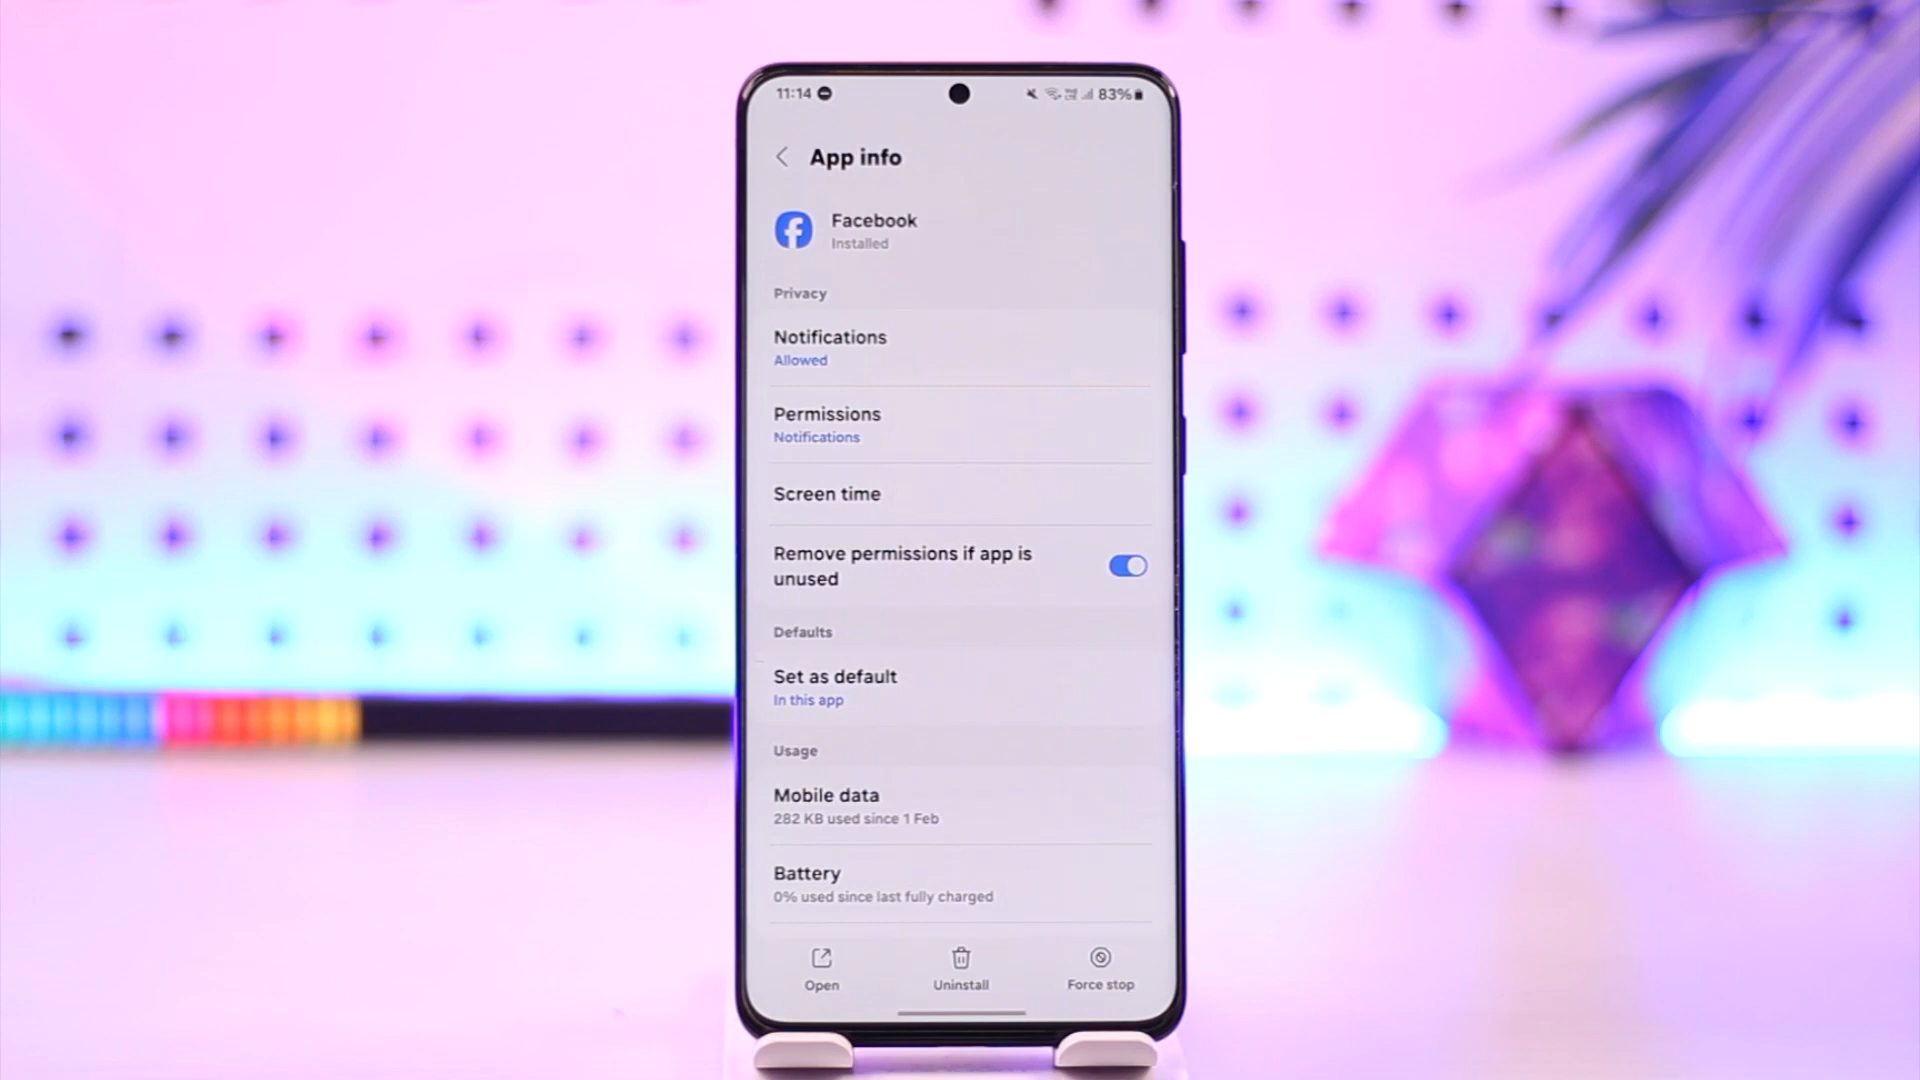 11:14
83%
App info
Facebook
Installed
Privacy
Notifications
Allowed
Permissions
Notifications
Screen time
Remove permissions if app is
unused
Defaults
Set as default
In this app
Usage
Mobile data
282 KB used since 1 Feb
Battery
0% used since last fully charged
Open
Uninstall
Force stop